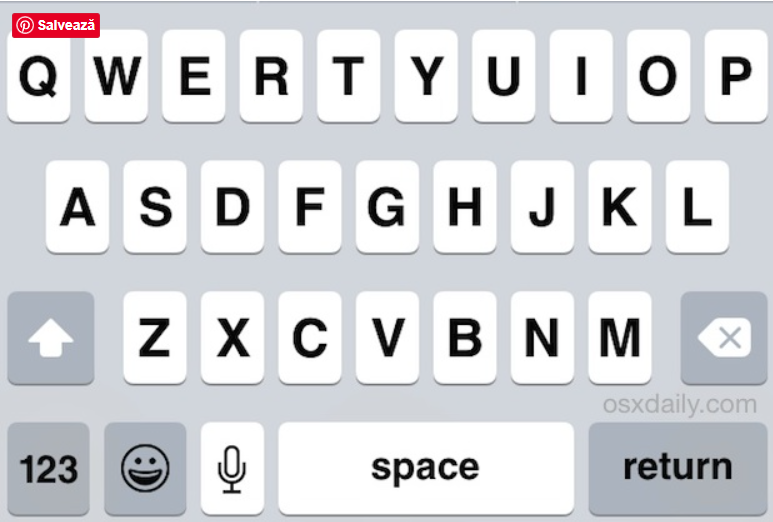 Salvează
Q W E R T Y U I O P
A S D F G H J K L
Z X C V B N M
osxdaily.com
123 space return